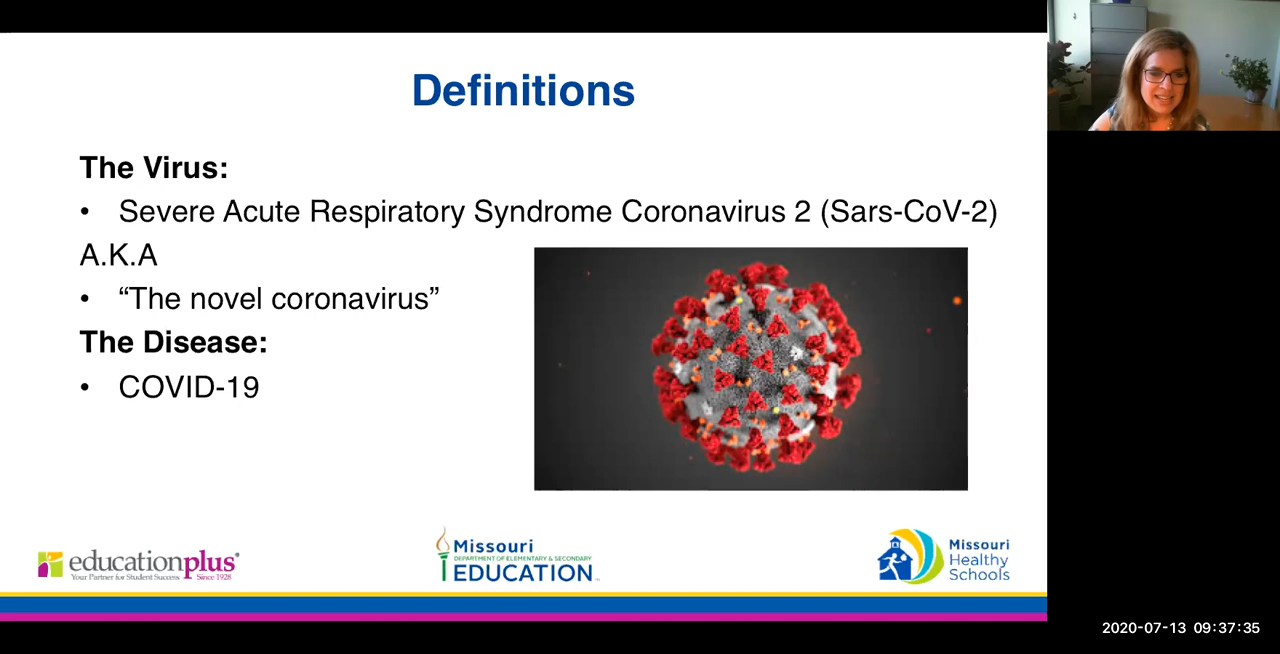 Definitions
The Virus:
• Severe Acute Respiratory Syndrome Coronavirus 2 (Sars-CoV-2)
A.K.A
• “The novel coronavirus”
The Disease:
• COVID-19
educationplus®
Your Partner for Student Success Since 1928
Missouri
DEPARTMENT OF ELEMENTARY & SECONDARY
EDUCATION
Missouri
Healthy
Schools
2020-07-13 09:37:35